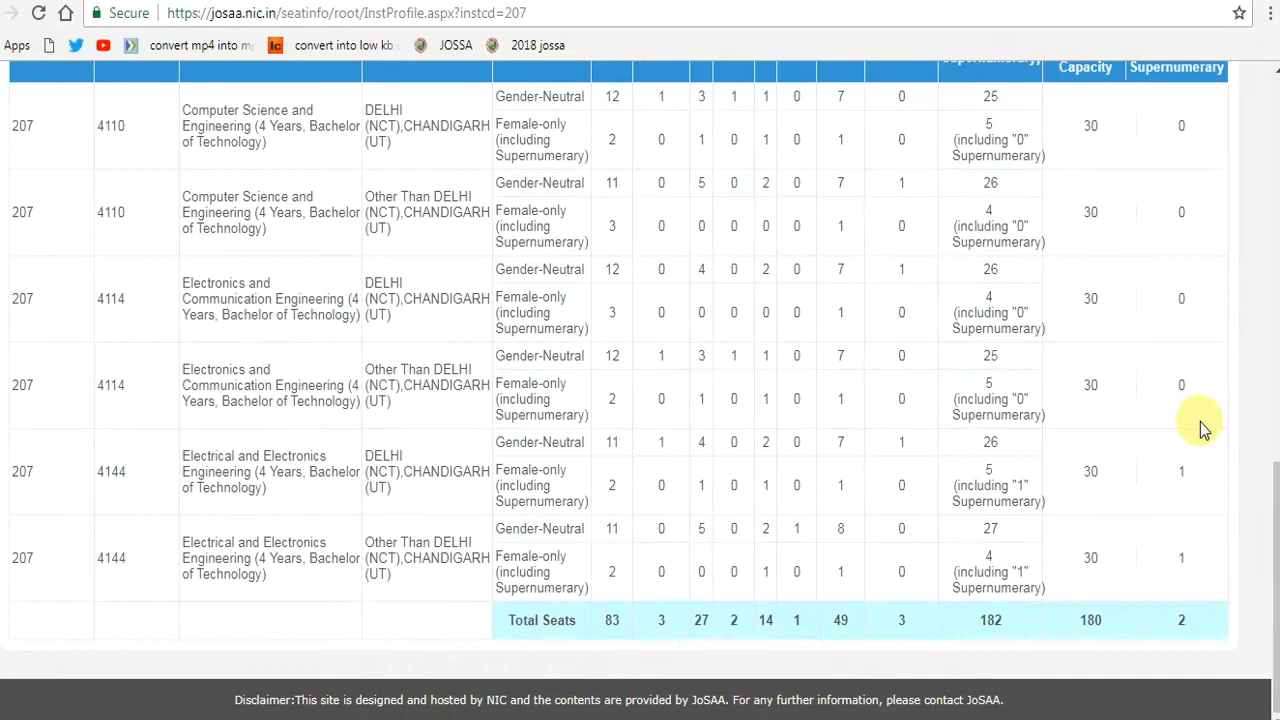 Secure https://josaa.nic.in/seatinfo/root/InstProfile.aspx?instcd=207
Apps convert mp4 into mp convert into low kb JOSSA 2018 jossa
Capacity Supernumerary
207 4110 Computer Science and Engineering (4 Years, Bachelor of Technology) DELHI (NCT),CHANDIGARH (UT) Gender-Neutral 12 1 3 1 1 0 7 0 25 30 0
Female-only (including Supernumerary) 2 0 1 0 1 0 1 0 5 (including "0" Supernumerary)
207 4110 Computer Science and Engineering (4 Years, Bachelor of Technology) Other Than DELHI (NCT),CHANDIGARH (UT) Gender-Neutral 11 0 5 0 2 0 7 1 26 30 0
Female-only (including Supernumerary) 3 0 0 0 0 0 1 0 4 (including "0" Supernumerary)
207 4114 Electronics and Communication Engineering (4 Years, Bachelor of Technology) DELHI (NCT),CHANDIGARH (UT) Gender-Neutral 12 0 4 0 2 0 7 1 26 30 0
Female-only (including Supernumerary) 3 0 0 0 0 0 1 0 4 (including "0" Supernumerary)
207 4114 Electronics and Communication Engineering (4 Years, Bachelor of Technology) Other Than DELHI (NCT),CHANDIGARH (UT) Gender-Neutral 12 1 3 1 1 0 7 0 25 30 0
Female-only (including Supernumerary) 2 0 1 0 1 0 1 0 5 (including "0" Supernumerary)
207 4144 Electrical and Electronics Engineering (4 Years, Bachelor of Technology) DELHI (NCT),CHANDIGARH (UT) Gender-Neutral 11 1 4 0 2 0 7 1 26 30 1
Female-only (including Supernumerary) 2 0 1 0 1 0 1 0 5 (including "1" Supernumerary)
207 4144 Electrical and Electronics Engineering (4 Years, Bachelor of Technology) Other Than DELHI (NCT),CHANDIGARH (UT) Gender-Neutral 11 0 5 0 2 1 8 0 27 30 1
Female-only (including Supernumerary) 2 0 0 0 1 0 1 0 4 (including "1" Supernumerary)
Total Seats 83 3 27 2 14 1 49 3 182 180 2
Disclaimer:This site is designed and hosted by NIC and the contents are provided by JoSAA. For any further information, please contact JoSAA.